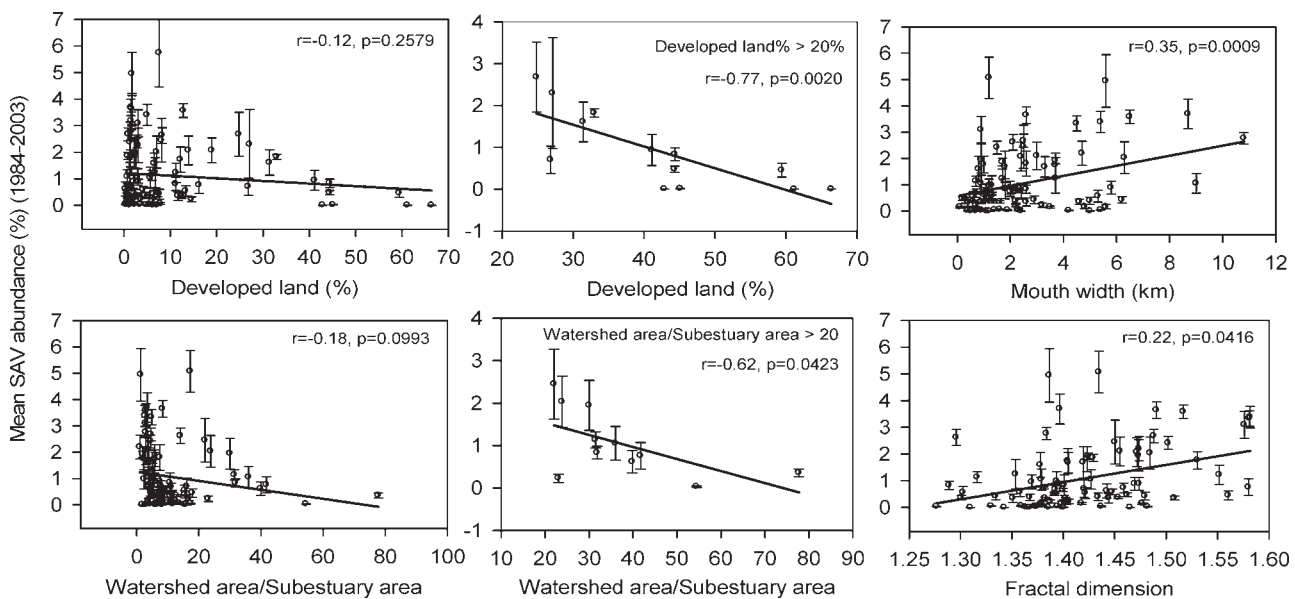 Mean SAV abundance (%) (1984-2003)
7
6
5
4
3
2
1
0
r=-0.12, p=0.2579
0 10 20 30 40 50 60 70
Developed land (%)
4
3
2
1
0
-1
Developed land% > 20%
r=-0.77, p=0.0020
20 30 40 50 60 70
Developed land (%)
7
6
5
4
3
2
1
0
r=0.35, p=0.0009
0 2 4 6 8 10 12
Mouth width (km)
7
6
5
4
3
2
1
0
r=-0.18, p=0.0993
0 20 40 60 80 100
Watershed area/Subestuary area
4
3
2
1
0
-1
Watershed area/Subestuary area > 20
r=-0.62, p=0.0423
10 20 30 40 50 60 70 80 90
Watershed area/Subestuary area
7
6
5
4
3
2
1
0
r=0.22, p=0.0416
1.25 1.30 1.35 1.40 1.45 1.50 1.55 1.60
Fractal dimension